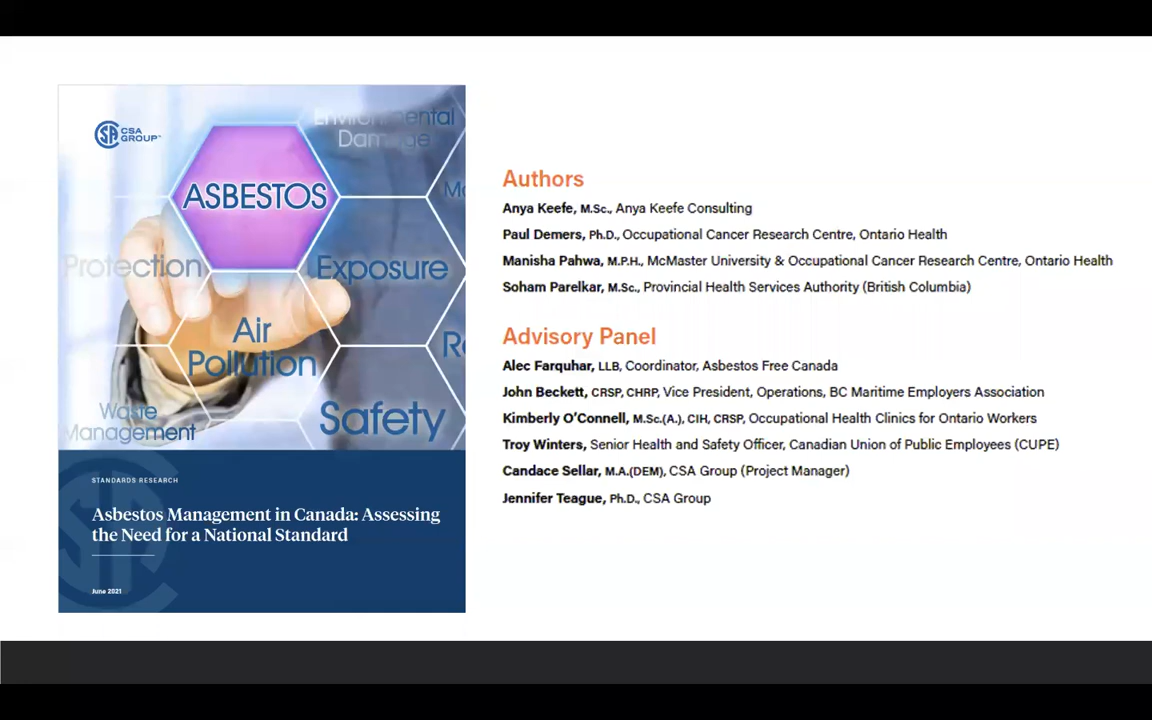 CSA
GROUP™
Environmental
Damage
ASBESTOS
Protection
Exposure
Air
Pollution
Waste
Management
Safety
STANDARDS RESEARCH
Asbestos Management in Canada: Assessing
the Need for a National Standard
June 2021
Authors
Anya Keefe, M.Sc., Anya Keefe Consulting
Paul Demers, Ph.D., Occupational Cancer Research Centre, Ontario Health
Manisha Pahwa, M.P.H., McMaster University & Occupational Cancer Research Centre, Ontario Health
Soham Parelkar, M.Sc., Provincial Health Services Authority (British Columbia)
Advisory Panel
Alec Farquhar, LLB, Coordinator, Asbestos Free Canada
John Beckett, CRSP, CHRP, Vice President, Operations, BC Maritime Employers Association
Kimberly O’Connell, M.Sc.(A.), CIH, CRSP, Occupational Health Clinics for Ontario Workers
Troy Winters, Senior Health and Safety Officer, Canadian Union of Public Employees (CUPE)
Candace Sellar, M.A.(DEM), CSA Group (Project Manager)
Jennifer Teague, Ph.D., CSA Group